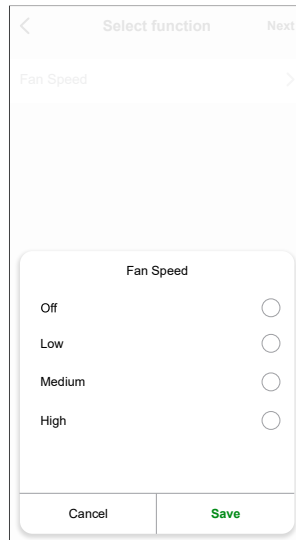 Select function Next
Fan Speed
Fan Speed
Off
Low
Medium
High
Cancel Save